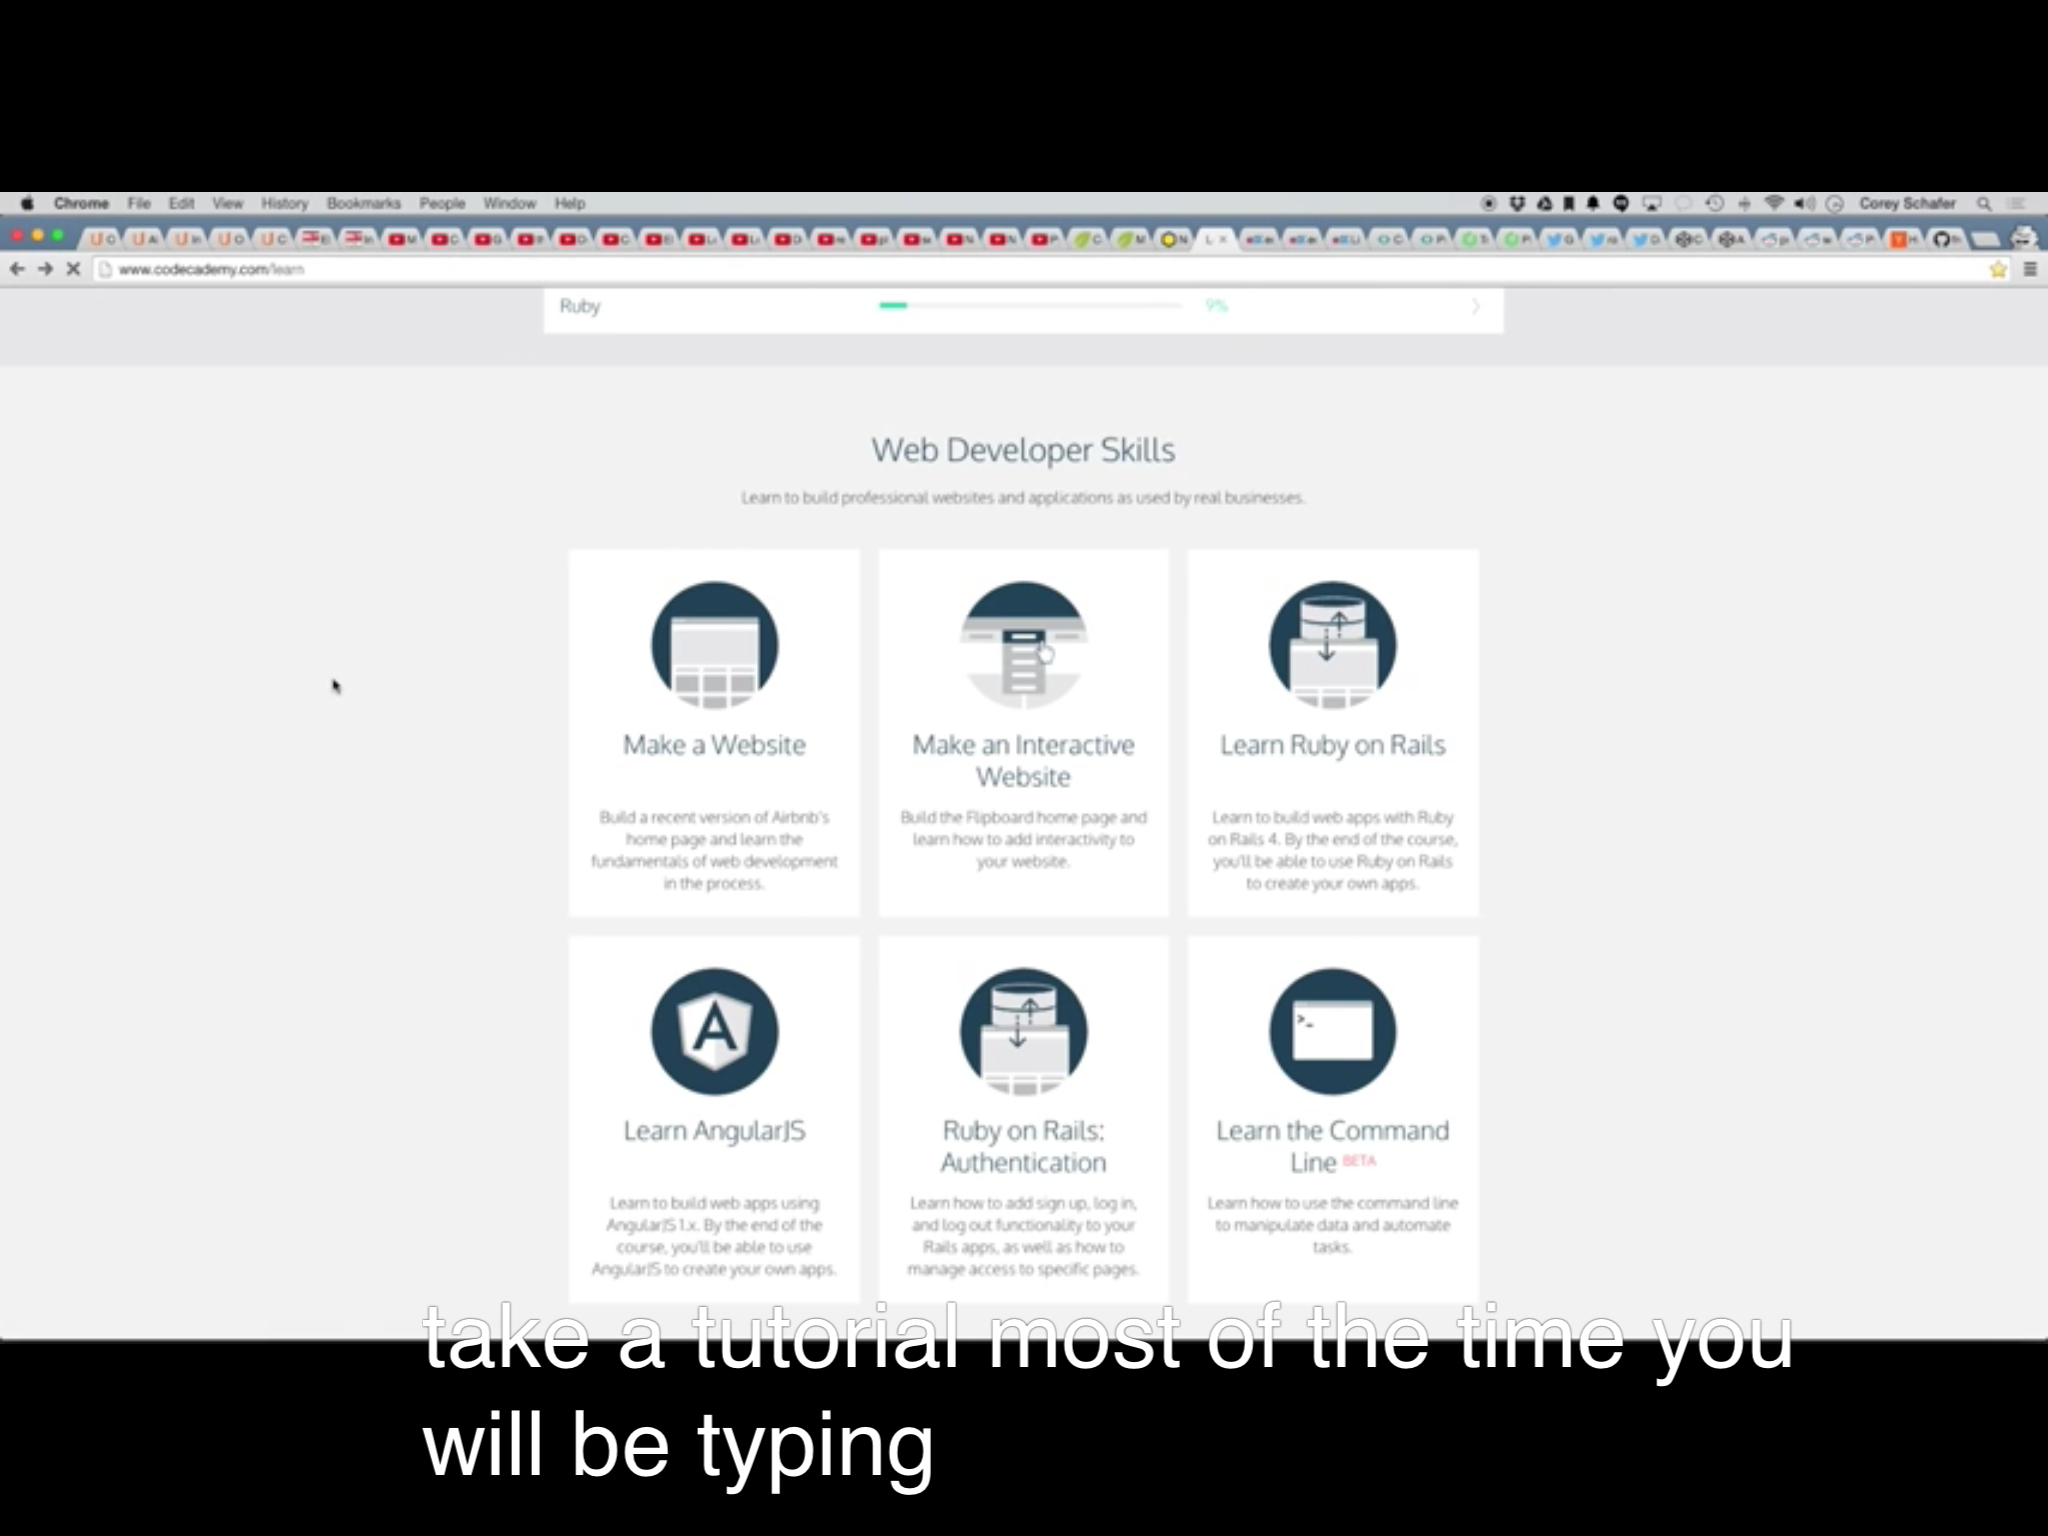 Chrome File Edit View History Bookmarks People Window Help Corey Schafer
www.codecademy.com/learn
Ruby 9%
Web Developer Skills
Learn to build professional websites and applications as used by real businesses.
Make a Website
Build a recent version of Airbnb's
home page and learn the
fundamentals of web development
in the process.
Make an Interactive
Website
Build the Flipboard home page and
learn how to add interactivity to
your website.
Learn Ruby on Rails
Learn to build web apps with Ruby
on Rails 4. By the end of the course,
you'll be able to use Ruby on Rails
to create your own apps.
Learn AngularJS
Learn to build web apps using
AngularJS 1.x. By the end of the
course, you'll be able to use
AngularJS to create your own apps.
Ruby on Rails:
Authentication
Learn how to add sign up, log in,
and log out functionality to your
Rails apps, as well as how to
manage access to specific pages.
Learn the Command
Line BETA
Learn how to use the command line
to manipulate data and automate
tasks.
take a tutorial most of the time you
will be typing